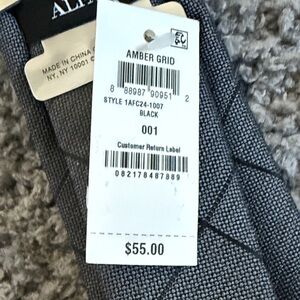 MADE IN CHINA
NY, NY 10001
AMBER GRID
8 88987 90951 2
STYLE 1AFC24-1007
BLACK
001
Customer Return Label
082178487889
$55.00